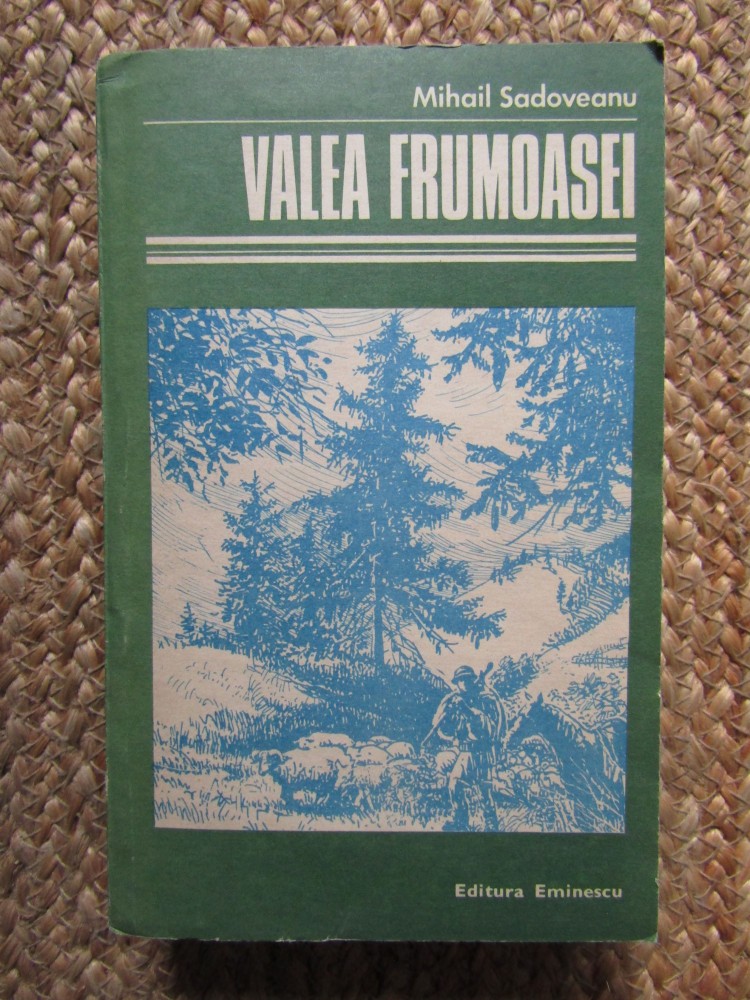 Mihail Sadoveanu
VALEA FRUMOASEI
Editura Eminescu